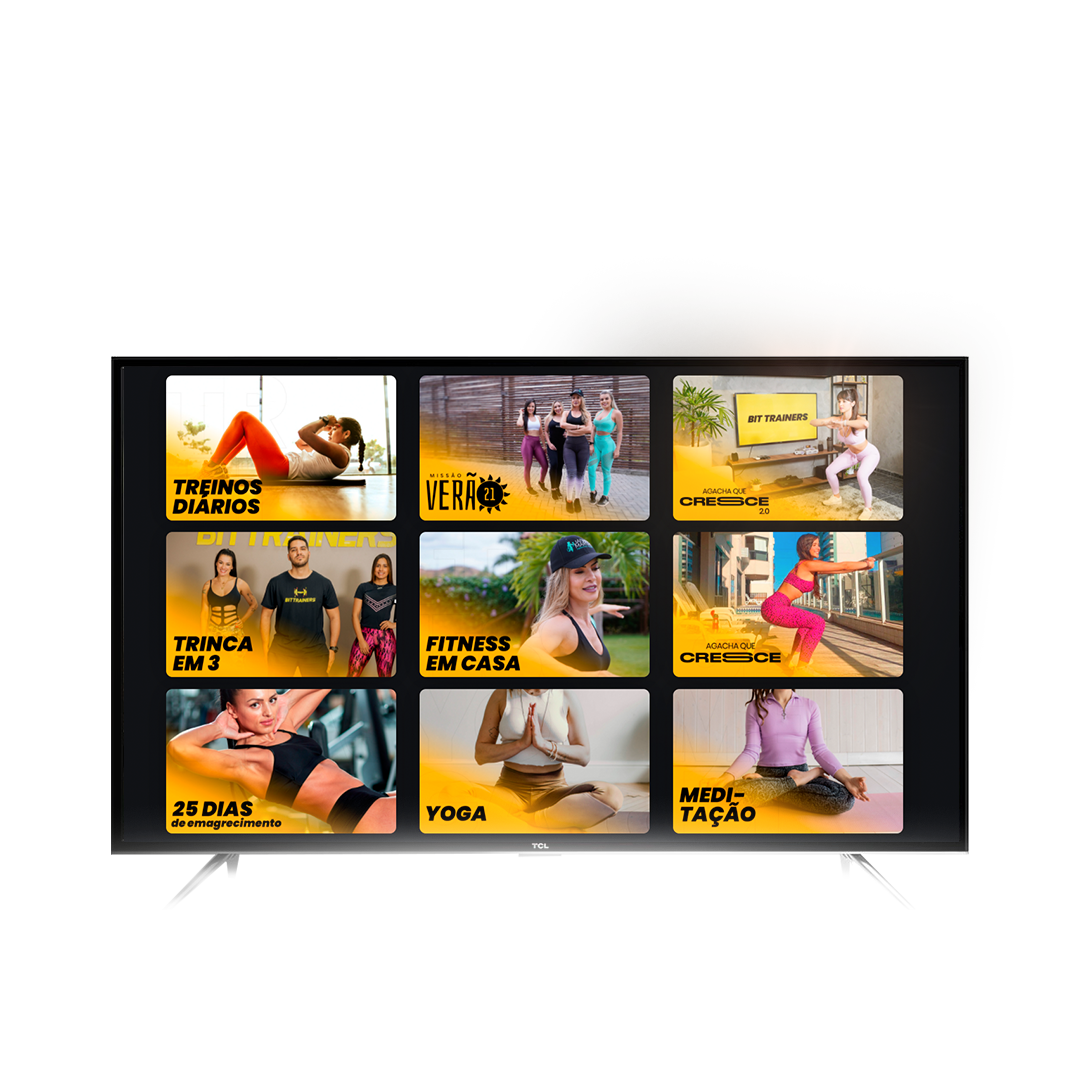 TREINOS
DIÁRIOS
MISSÃO
VERÃO 21
BIT TRAINERS
AGACHA QUE
CRESCE
2.0
BIT TRAINERS
BITTRAINERS
TRINCA
EM 3
FITNESS
EM CASA
AGACHA QUE
CRESCE
25 DIAS
de emagrecimento
YOGA
MEDI-
TAÇÃO
TCL